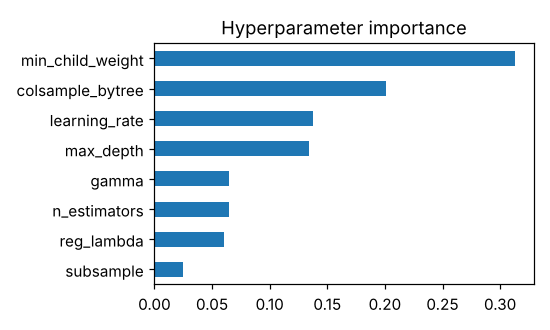 Hyperparameter importance
min_child_weight
colsample_bytree
learning_rate
max_depth
gamma
n_estimators
reg_lambda
subsample
0.00 0.05 0.10 0.15 0.20 0.25 0.30